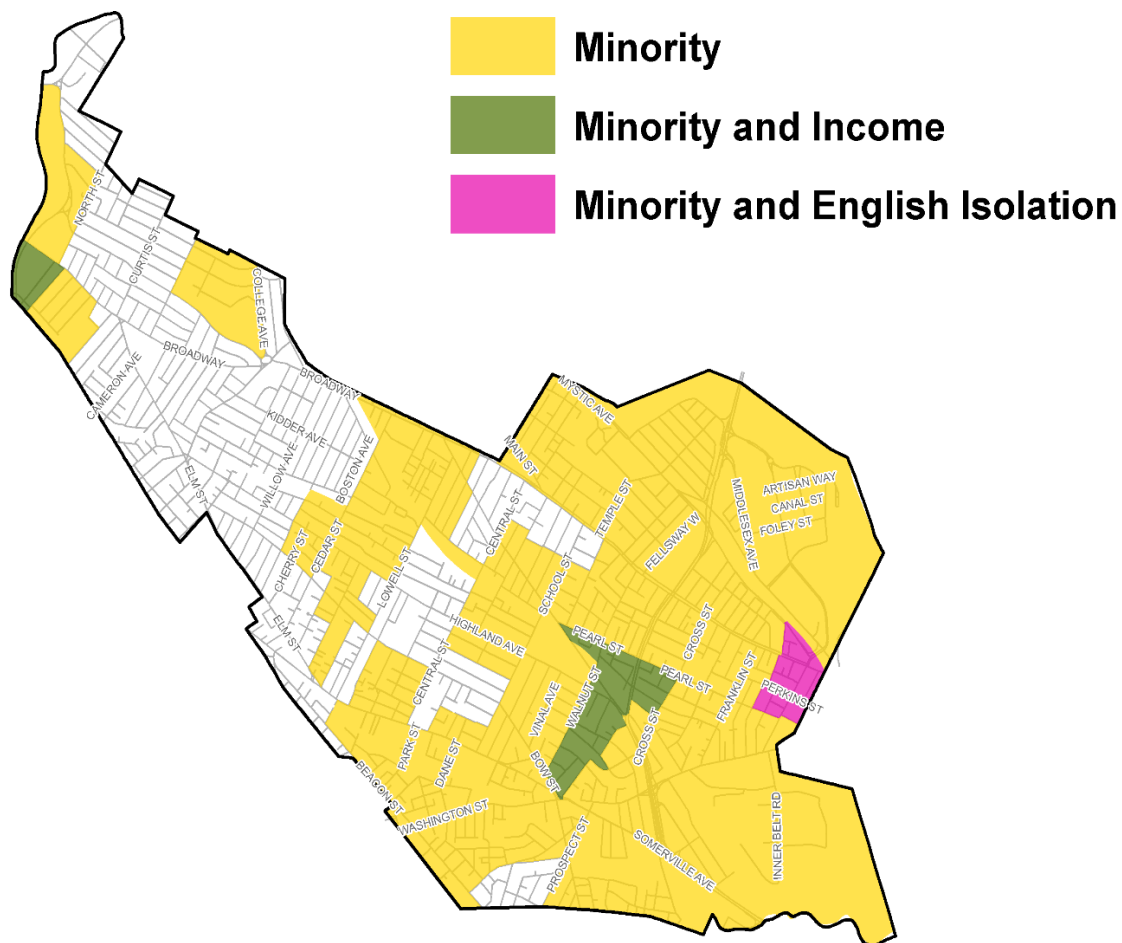 Minority
Minority and Income
Minority and English Isolation
NORTH ST
CURTIS ST
COLLEGE AVE
BROADWAY
BROADWAY
CAMERON AVE
KIDDER AVE
MYSTIC AVE
MAIN ST
BOSTON AVE
WILLOW AVE
ELM ST
ARTISAN WAY
CANAL ST
FOLEY ST
MIDDLESEX AVE
TEMPLE ST
CENTRAL ST
FELLSWAY W
CHERRY ST
CEDAR ST
LOWELL ST
SCHOOL ST
HIGHLAND AVE
ELM ST
PEARL ST
CROSS ST
PEARL ST
CENTRAL ST
WALNUT ST
VINAL AVE
FRANKLIN ST
PERKINS ST
PARK ST
DANE ST
BOW ST
CROSS ST
BEACON ST
WASHINGTON ST
PROSPECT ST
SOMERVILLE AVE
INNER BELT RD